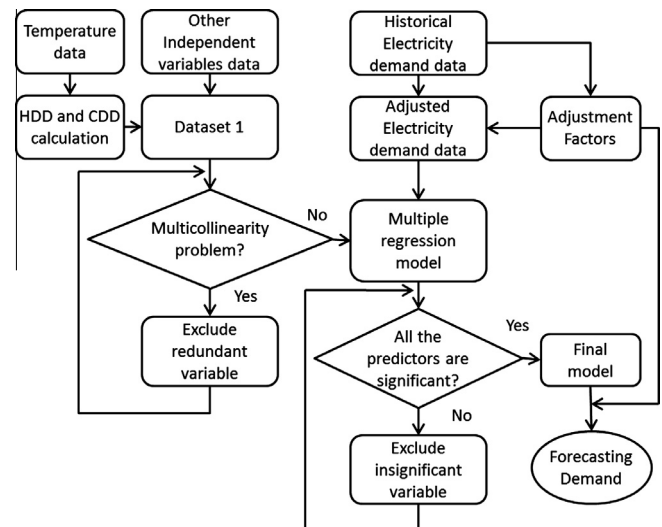 Temperature
data
Other
Independent
variables data
Historical
Electricity
demand data
HDD and CDD
calculation
Dataset 1
Adjusted
Electricity
demand data
Adjustment
Factors
Multicollinearity
problem?
No
Multiple
regression
model
Yes
Exclude
redundant
variable
All the
predictors are
significant?
Yes
Final
model
No
Exclude
insignificant
variable
Forecasting
Demand